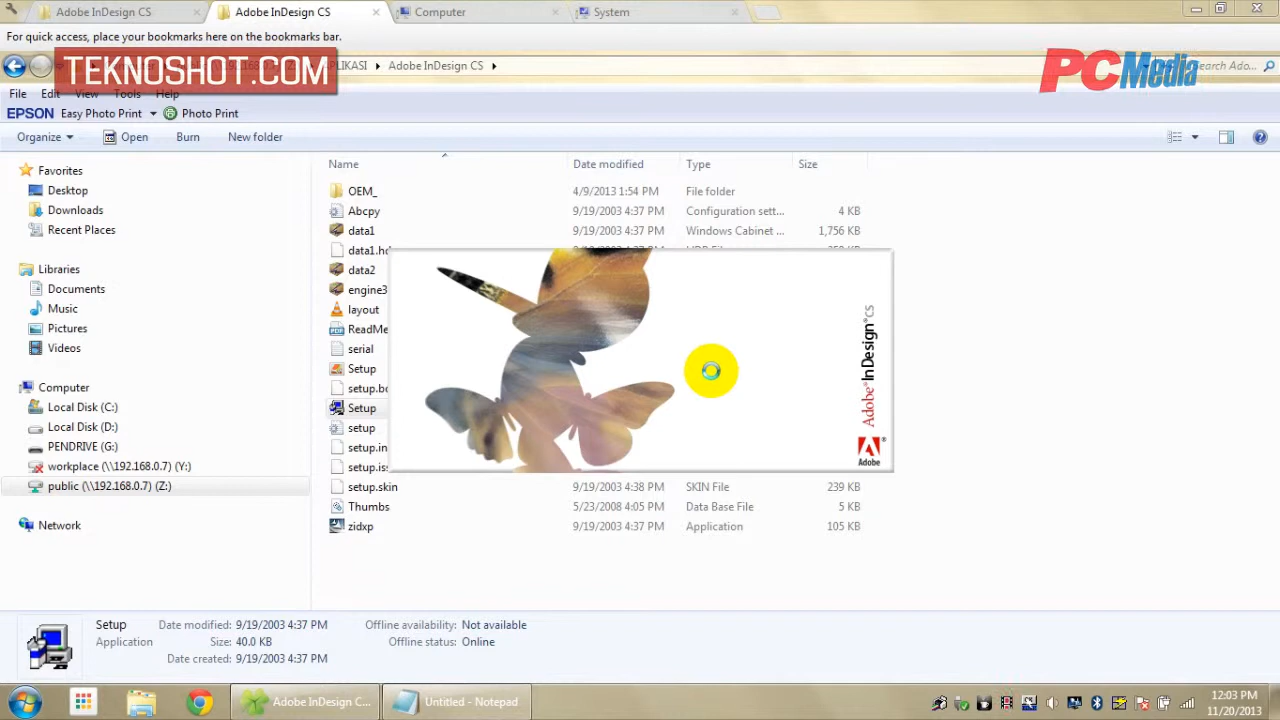 Adobe InDesign CS
Adobe InDesign CS
Computer
System
For quick access, place your bookmarks here on the bookmarks bar.
TEKNOSHOT.COM
Adobe InDesign CS
PCMedia
File Edit View Tools Help
EPSON Easy Photo Print Photo Print
Organize Open Burn New folder
Name Date modified Type Size
Favorites
Desktop
Downloads
Recent Places
Libraries
Documents
Music
Pictures
Videos
Computer
Local Disk (C:)
Local Disk (D:)
PENDRIVE (G:)
workplace (\\192.168.0.7) (Y:)
public (\\192.168.0.7) (Z:)
Network
OEM_ 4/9/2013 1:54 PM File folder
Abcpy 9/19/2003 4:37 PM Configuration sett... 4 KB
data1 9/19/2003 4:37 PM Windows Cabinet ... 1,756 KB
data1.hd
data2
engine3
layout
ReadMe
serial
Setup
setup.bo
Setup
setup
setup.in
setup.iss
setup.skin 9/19/2003 4:38 PM SKIN File 239 KB
Thumbs 5/23/2008 4:05 PM Data Base File 5 KB
zidxp 9/19/2003 4:37 PM Application 105 KB
Adobe® InDesign® CS
Adobe
Setup Date modified: 9/19/2003 4:37 PM Offline availability: Not available
Application Size: 40.0 KB Offline status: Online
Date created: 9/19/2003 4:37 PM
Adobe InDesign C...
Untitled - Notepad
12:03 PM
11/20/2013